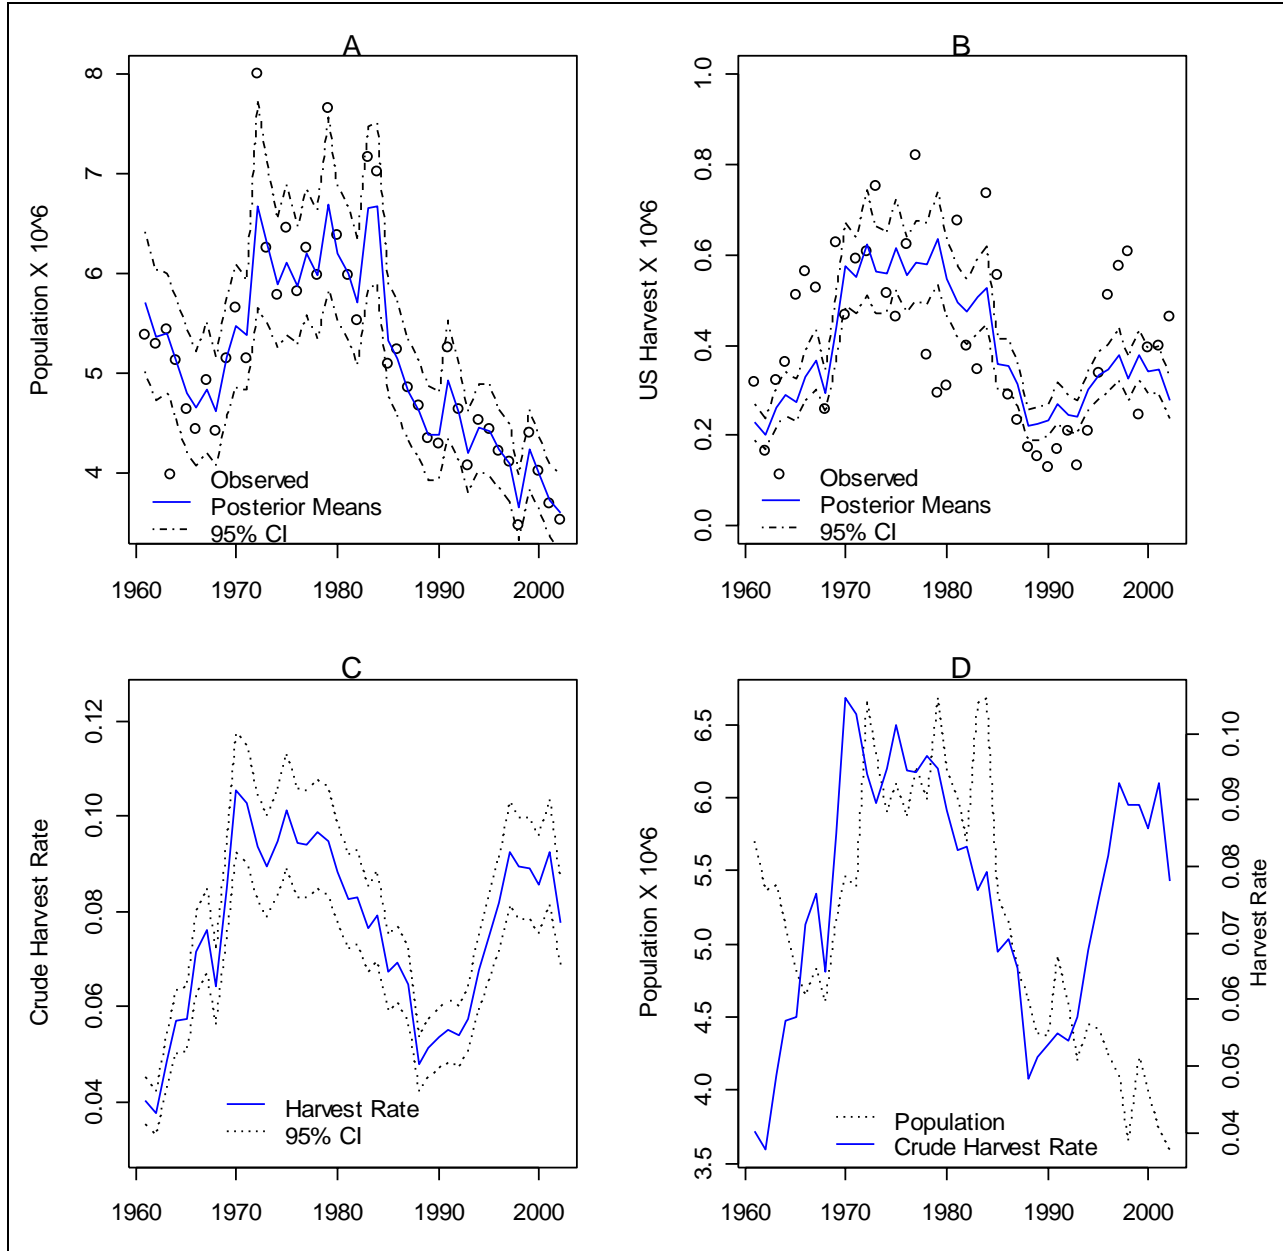 A
8
7
6
5
4
Population X 10^6
Observed
Posterior Means
95% CI
1960 1970 1980 1990 2000
B
1.0
0.8
0.6
0.4
0.2
0.0
US Harvest X 10^6
Observed
Posterior Means
95% CI
1960 1970 1980 1990 2000
C
0.12
0.10
0.08
0.06
0.04
Crude Harvest Rate
Harvest Rate
95% CI
1960 1970 1980 1990 2000
D
6.5
6.0
5.5
5.0
4.5
4.0
3.5
Population X 10^6
0.10
0.09
0.08
0.07
0.06
0.05
0.04
Harvest Rate
Population
Crude Harvest Rate
1960 1970 1980 1990 2000